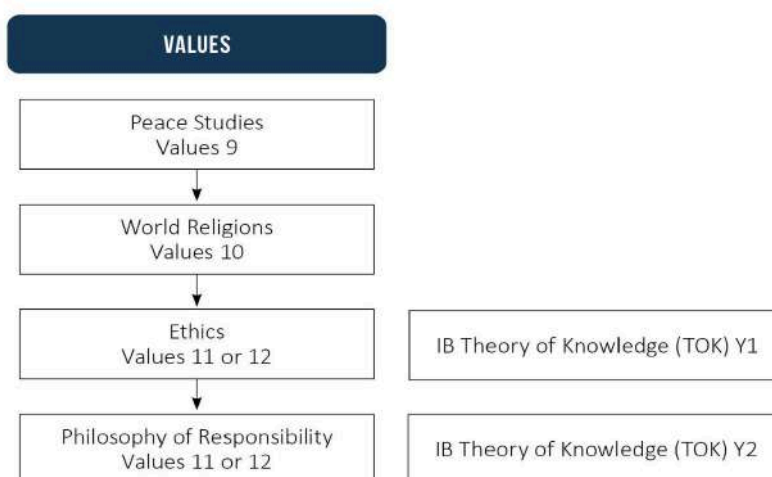 VALUES
Peace Studies
Values 9
World Religions
Values 10
Ethics
Values 11 or 12
IB Theory of Knowledge (TOK) Y1
Philosophy of Responsibility
Values 11 or 12
IB Theory of Knowledge (TOK) Y2